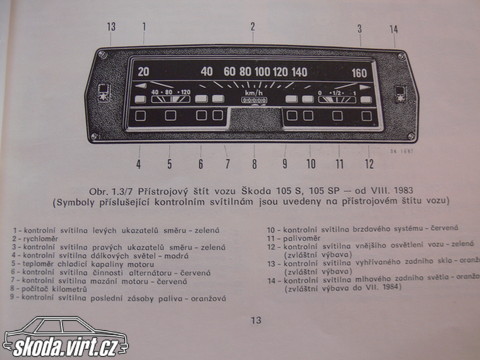 13 1 2 3 14
20 40 60 80 100 120 140 160
40 80 120 km/h 0 1/2 1
4 5 6 7 8 9 10 11 12
Obr. 1.3/7 Přístrojový štít vozu Škoda 105 S, 105 SP — od VIII. 1983
(Symboly příslušející kontrolním svítilnám jsou uvedeny na přístrojovém štítu vozu)
1 - kontrolní svítilna levých ukazatelů směru - zelená
2 - rychloměr
3 - kontrolní svítilna pravých ukazatelů směru - zelená
4 - kontrolní svítilna dálkových světel - modrá
5 - teploměr chladicí kapaliny motoru
6 - kontrolní svítilna činnosti alternátoru - červená
7 - kontrolní svítilna mazání motoru - červená
8 - počítač kilometrů
9 - kontrolní svítilna poslední zásoby paliva - oranžová
10 - kontrolní svítilna brzdového systému - červená
11 - palivoměr
12 - kontrolní svítilna vnějšího osvětlení vozu - zelená
(zvláštní výbava)
13 - kontrolní svítilna vyhřívaného zadního skla - oranžová
(zvláštní výbava)
14 - kontrolní svítilna mlhového zadního světla - oranžová
(zvláštní výbava do VII. 1984)
13
skoda.virt.cz